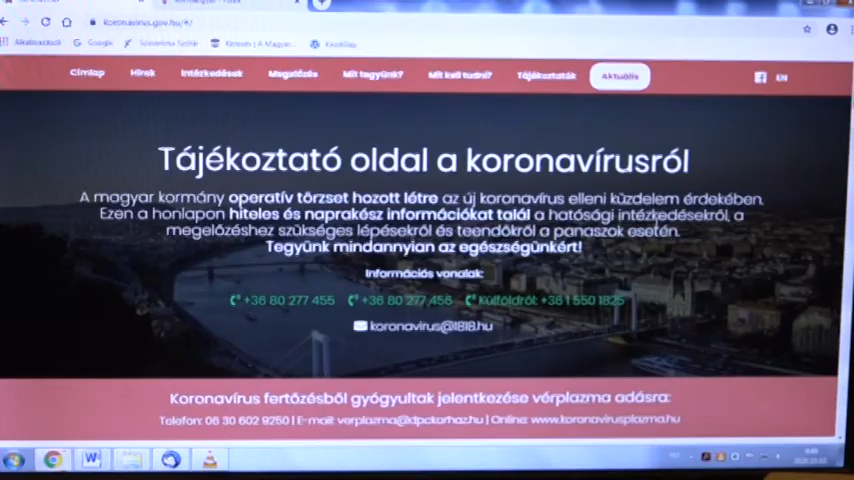 koronavirus.gov.hu/#/
Alkalmazások Google Kezdőlap
Címlap Hírek Intézkedések Megelőzés Mit tegyünk? Mit kell tudni? Tájékoztatók Aktuális EN
Tájékoztató oldal a koronavírusról
A magyar kormány operatív törzset hozott létre az új koronavírus elleni küzdelem érdekében.
Ezen a honlapon hiteles és naprakész információkat talál a hatósági intézkedésekről, a
megelőzéshez szükséges lépésekről és teendőkről a panaszok esetén.
Tegyünk mindannyian az egészségünkért!
Információs vonalak:
+36 80 277 455 +36 80 277 456 Külföldről: +36 1 550 1825
koronavirus@1818.hu
Koronavírus fertőzésből gyógyultak jelentkezése vérplazma adásra:
Telefon: 06 30 602 9250 | E-mail: verplazma@dpckorhaz.hu | Online: www.koronavirusplazma.hu